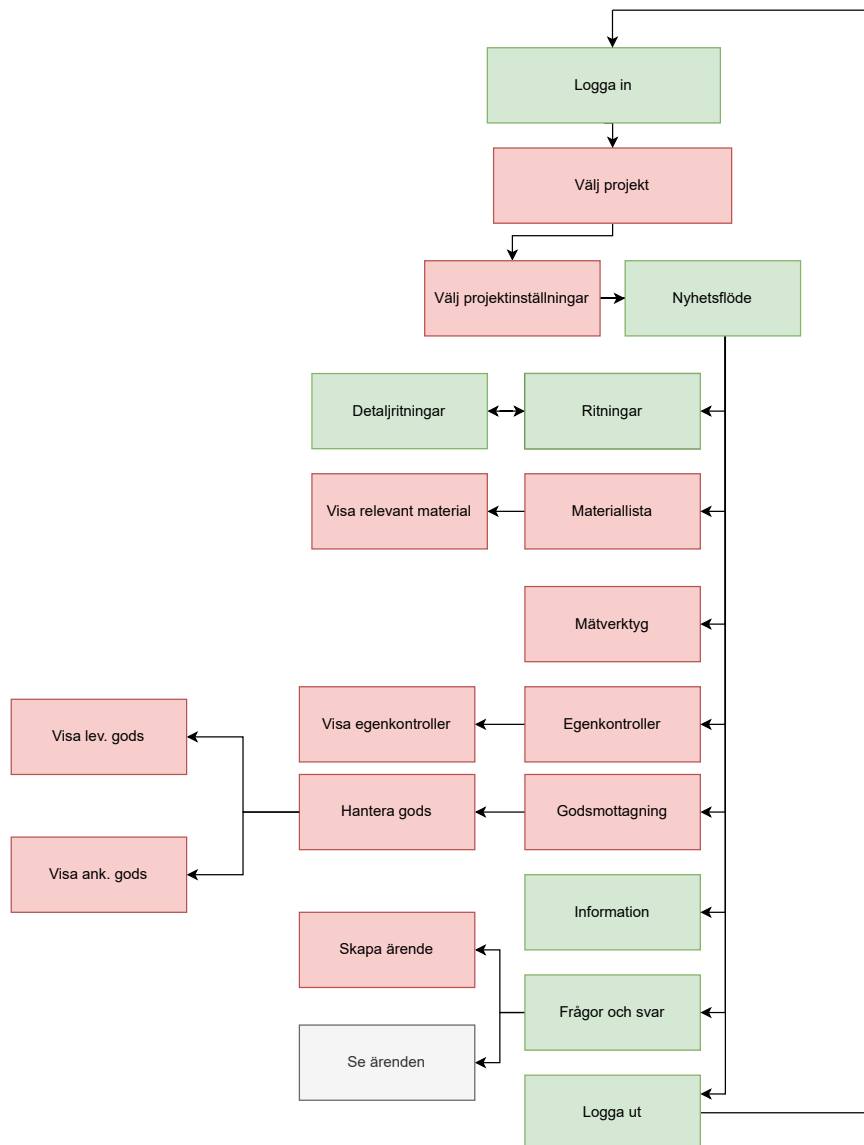 Logga in
Välj projekt
Välj projektinställningar
Nyhetsflöde
Detaljritningar
Ritningar
Visa relevant material
Materiallista
Mätverktyg
Visa lev. gods
Visa egenkontroller
Egenkontroller
Hantera gods
Godsmottagning
Visa ank. gods
Information
Skapa ärende
Frågor och svar
Se ärenden
Logga ut